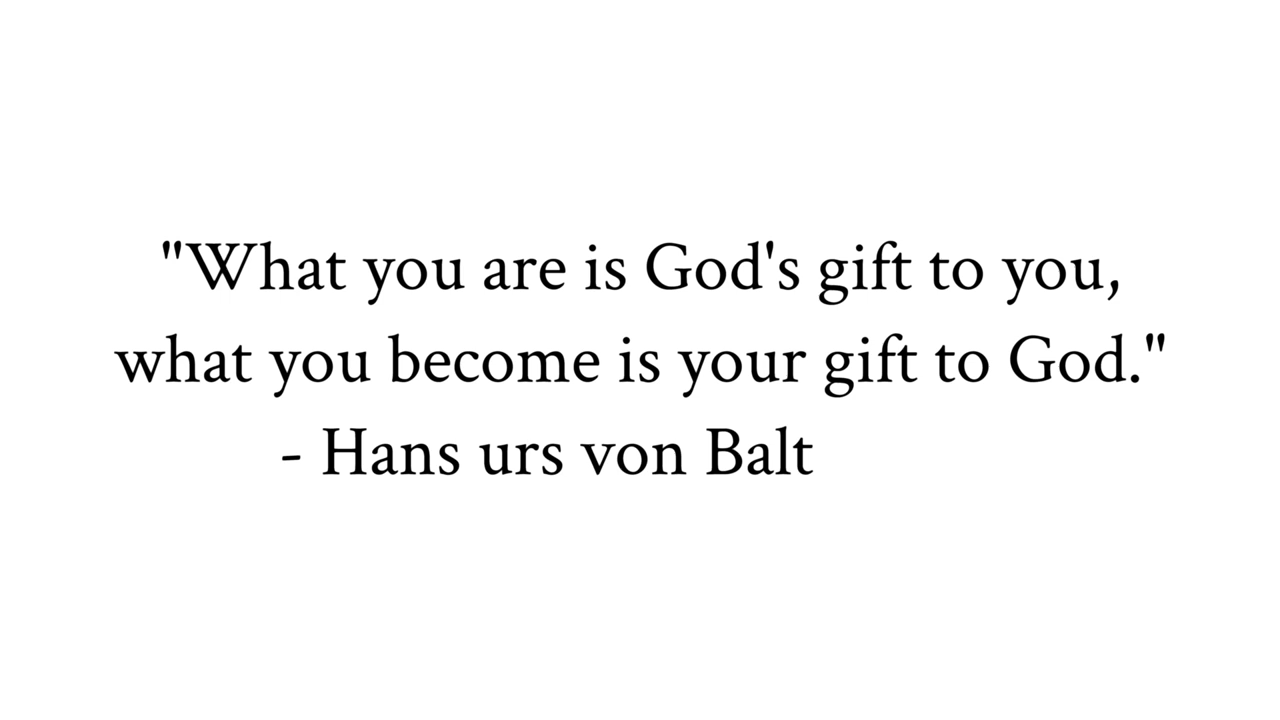 "What you are is God's gift to you,
what you become is your gift to God."
- Hans urs von Balt